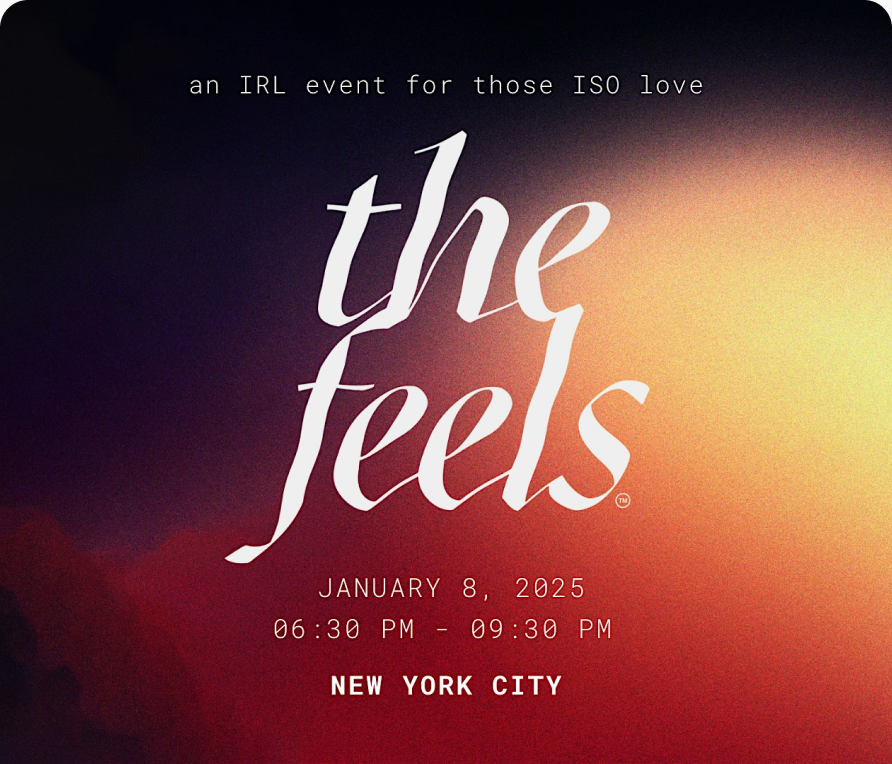 an IRL event for those ISO love
the
feels
TM
JANUARY 8, 2025
06:30 PM - 09:30 PM
NEW YORK CITY